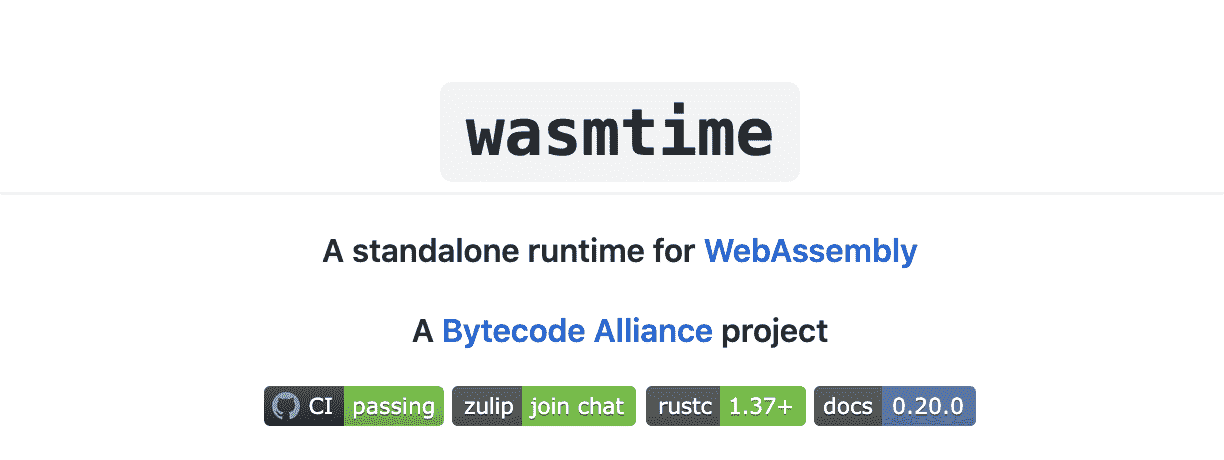 wasmtime
A standalone runtime for WebAssembly
A Bytecode Alliance project
CI passing zulip join chat rustc 1.37+ docs 0.20.0